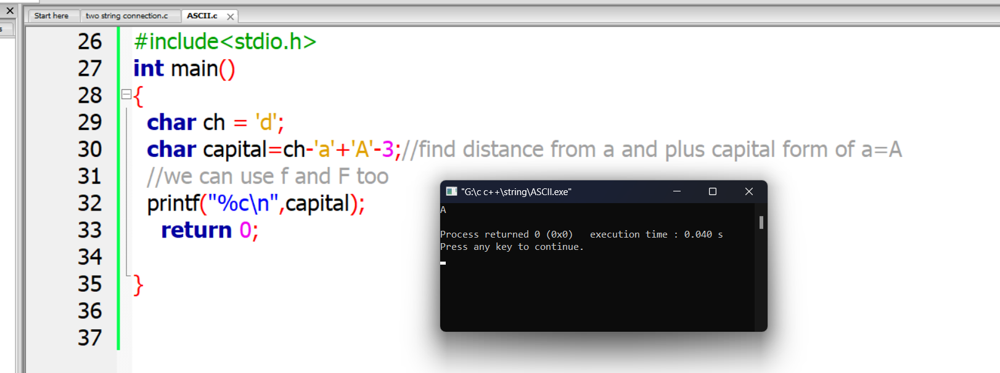 Start here two string connection.c ASCII.c
s
26 #include<stdio.h>
27 int main()
28 {
29 char ch = 'd';
30 char capital=ch-'a'+'A'-3;//find distance from a and plus capital form of a=A
31 //we can use f and F too
32 printf("%c\n",capital);
33 return 0;
34
35 }
36
37
"G:\c c++\string\ASCII.exe"
A
Process returned 0 (0x0) execution time : 0.040 s
Press any key to continue.